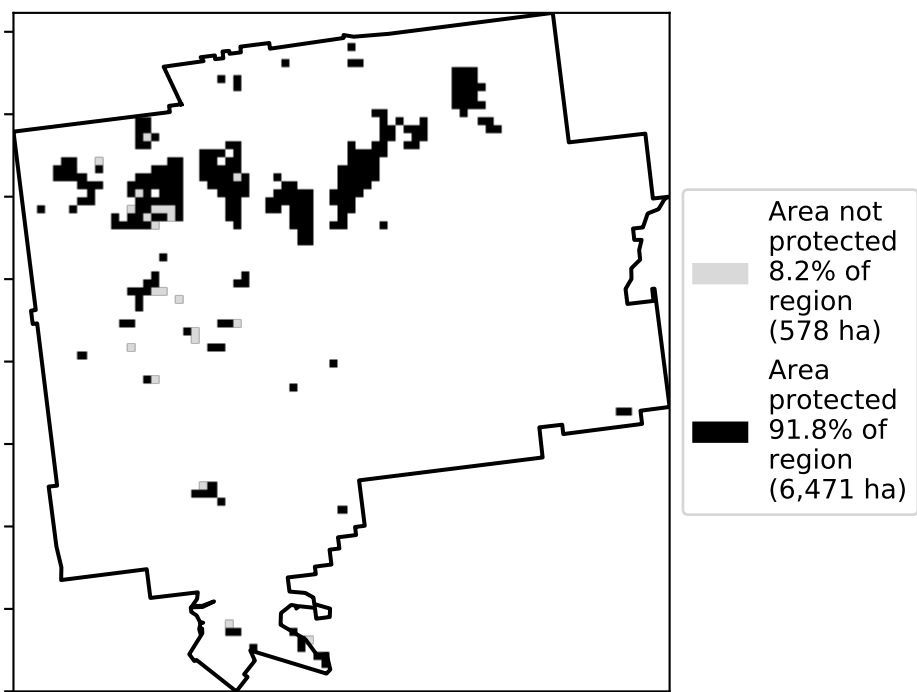 Area not
protected
8.2% of
region
(578 ha)
Area
protected
91.8% of
region
(6,471 ha)